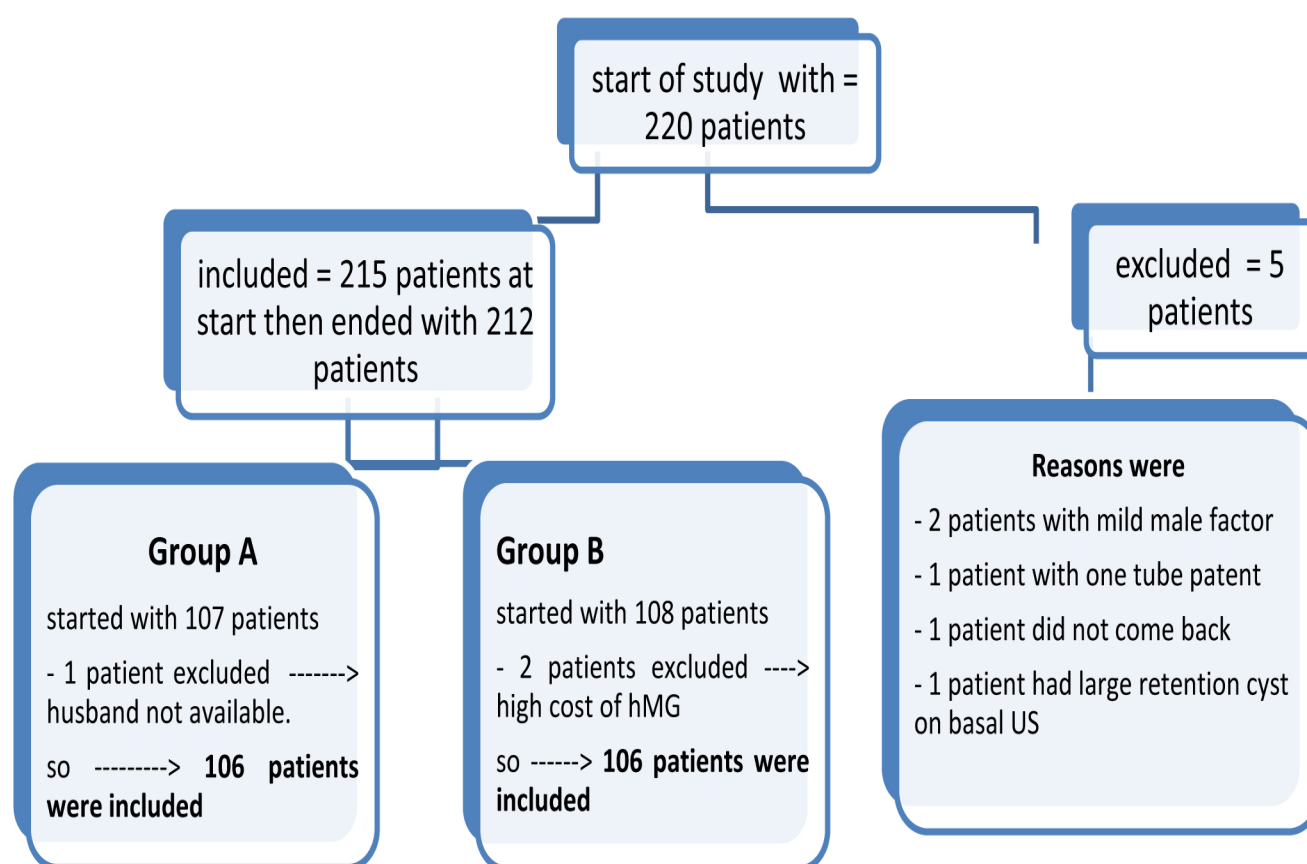 start of study with =
220 patients
included = 215 patients at
start then ended with 212
patients
excluded = 5
patients
Group A
started with 107 patients
- 1 patient excluded ------->
husband not available.
so ---------> 106 patients
were included
Group B
started with 108 patients
- 2 patients excluded ---->
high cost of hMG
so ------> 106 patients were
included
Reasons were
- 2 patients with mild male factor
- 1 patient with one tube patent
- 1 patient did not come back
- 1 patient had large retention cyst
on basal US